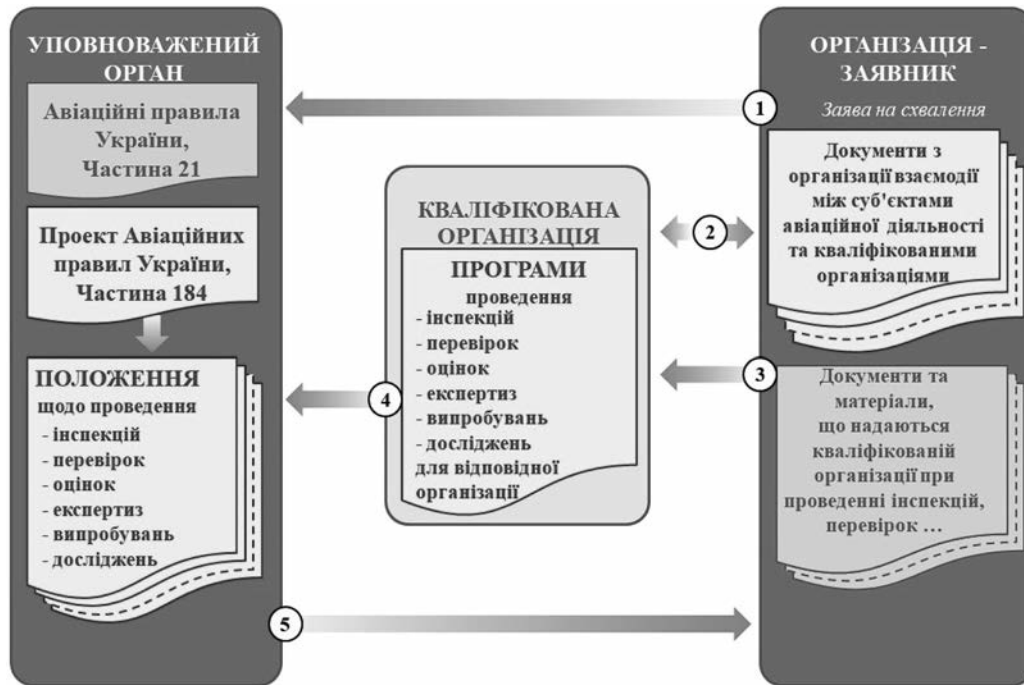 УПОВНОВАЖЕНИЙ
ОРГАН
Авіаційні правила
України,
Частина 21
Проект Авіаційних
правил України,
Частина 184
ПОЛОЖЕННЯ
щодо проведення
- інспекцій
- перевірок
- оцінок
- експертиз
- випробувань
- досліджень
КВАЛІФІКОВАНА
ОРГАНІЗАЦІЯ
ПРОГРАМИ
проведення
- інспекцій
- перевірок
- оцінок
- експертиз
- випробувань
- досліджень
для відповідної
організації
1
2
3
4
5
ОРГАНІЗАЦІЯ -
ЗАЯВНИК
Заява на схвалення
Документи з
організації взаємодії
між суб'єктами
авіаційної діяльності
та кваліфікованими
організаціями
Документи та
матеріали,
що надаються
кваліфікованій
організації при
проведенні інспекцій,
перевірок ...